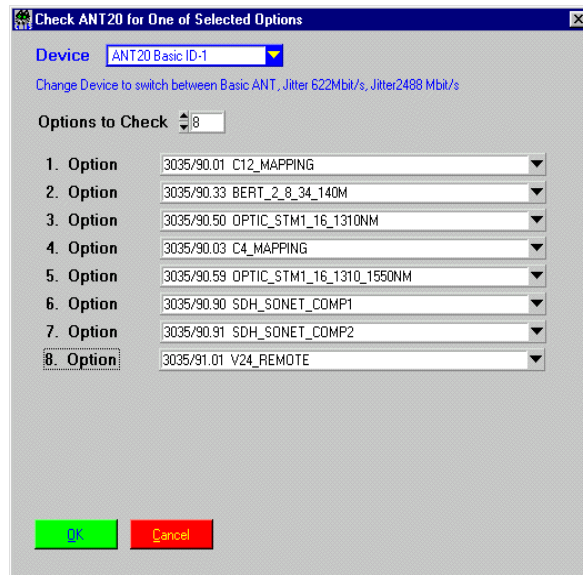 Check ANT20 for One of Selected Options
Device ANT20 Basic ID-1
Change Device to switch between Basic ANT, Jitter 622Mbit/s, Jitter2488 Mbit/s
Options to Check 8
1. Option 3035/90.01 C12_MAPPING
2. Option 3035/90.33 BERT_2_8_34_140M
3. Option 3035/90.50 OPTIC_STM1_16_1310NM
4. Option 3035/90.03 C4_MAPPING
5. Option 3035/90.59 OPTIC_STM1_16_1310_1550NM
6. Option 3035/90.90 SDH_SONET_COMP1
7. Option 3035/90.91 SDH_SONET_COMP2
8. Option 3035/91.01 V24_REMOTE
OK Cancel